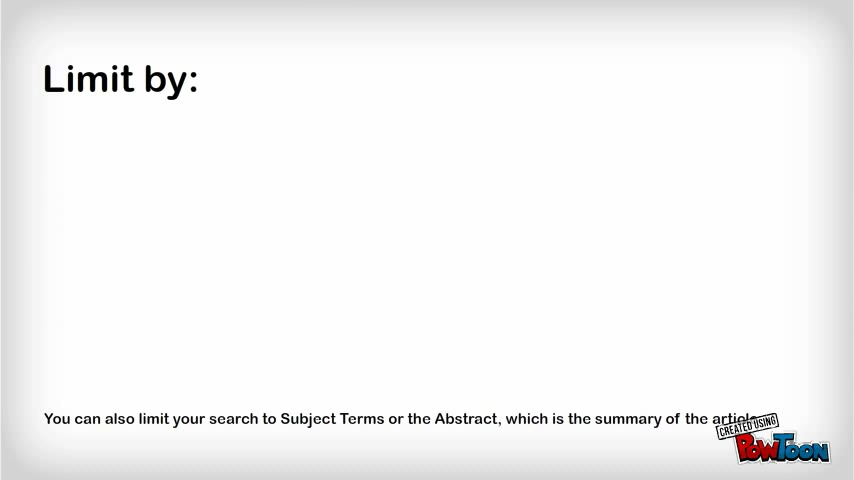 Limit by:
You can also limit your search to Subject Terms or the Abstract, which is the summary of the article
CREATED USING
POWTOON